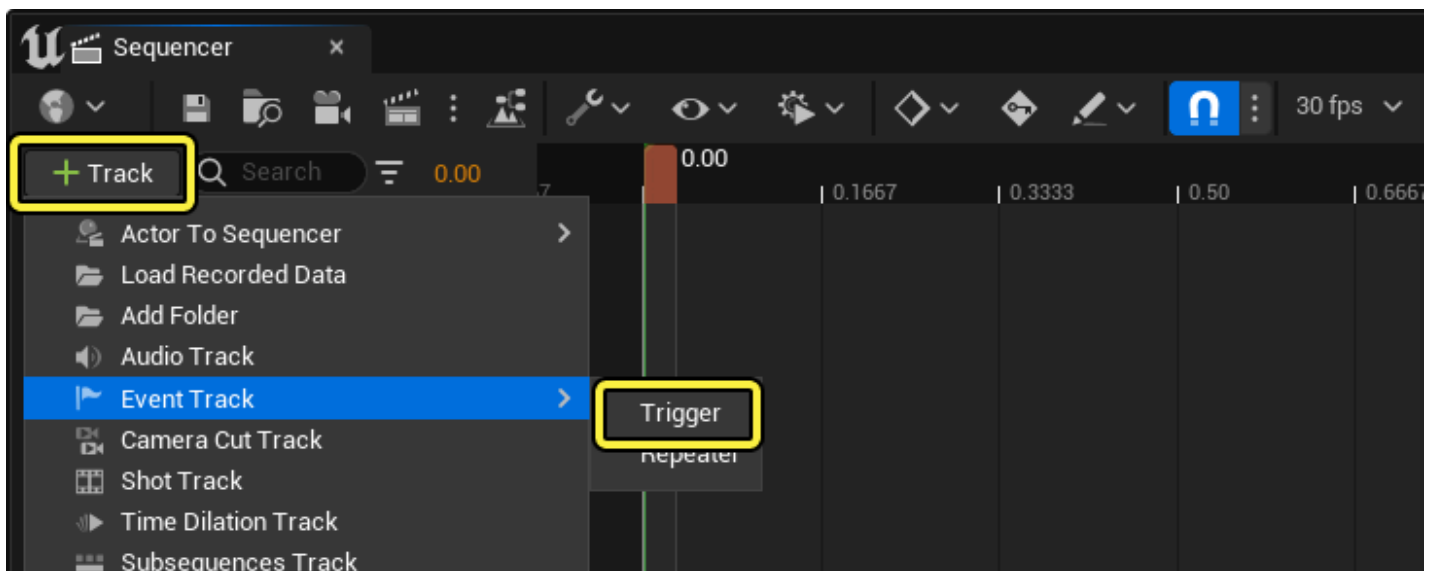 Sequencer
30 fps
+ Track
Search
0.00
0.00
0.1667
0.3333
0.50
0.6667
Actor To Sequencer
Load Recorded Data
Add Folder
Audio Track
Event Track
Trigger
Repeater
Camera Cut Track
Shot Track
Time Dilation Track
Subsequences Track